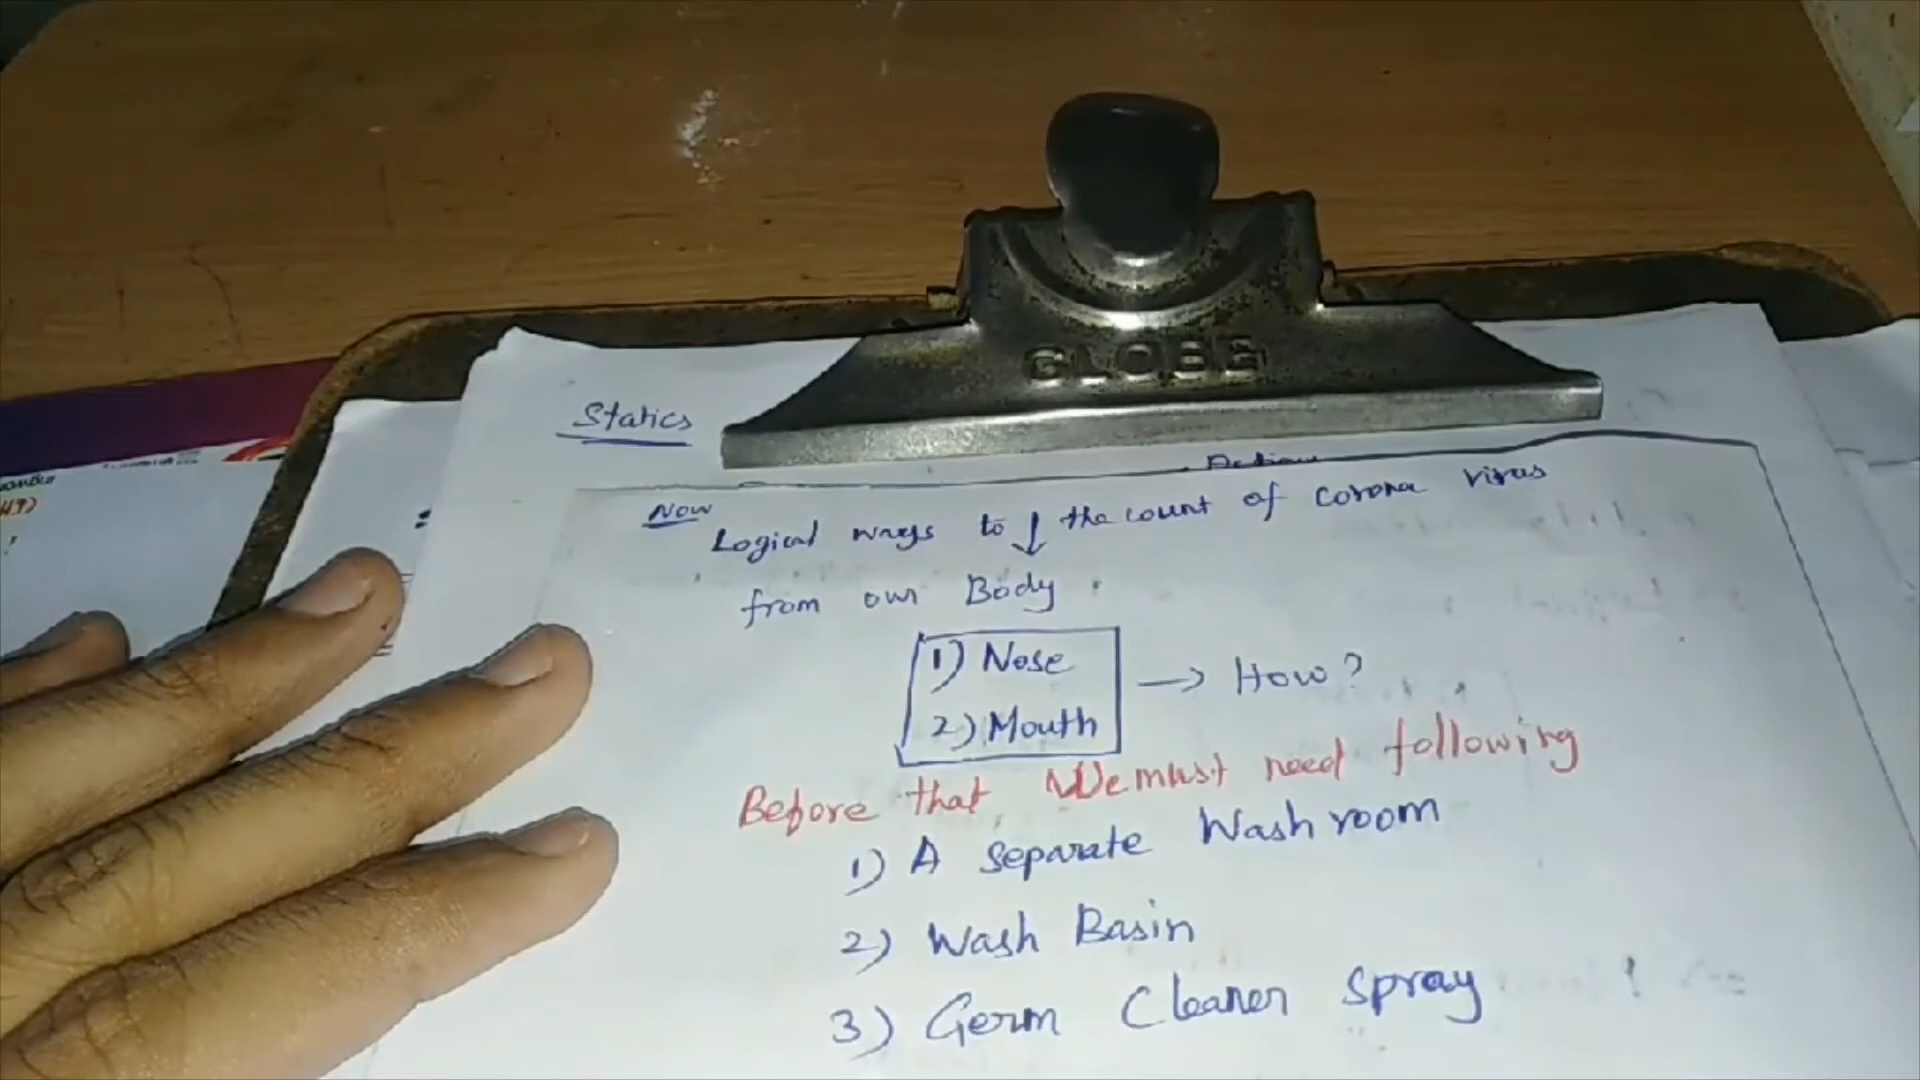 GLOBE
Statics
Now
Logical ways to ↓ the count of corona virus
from our Body.
1) Nose
2) Mouth
→ How?
Before that, We must need following
1) A separate Wash room
2) Wash Basin
3) Germ Cleaner spray